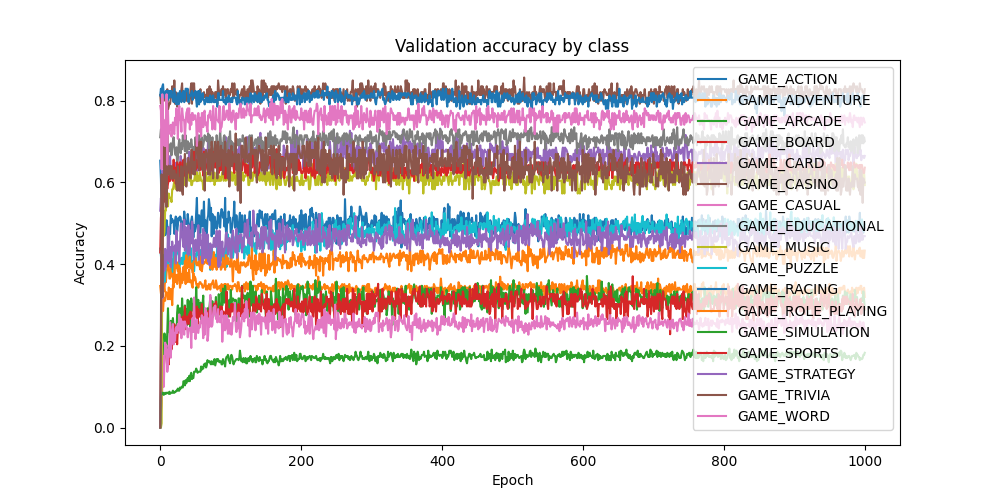 Validation accuracy by class
Accuracy
0.8
0.6
0.4
0.2
0.0
GAME_ACTION
GAME_ADVENTURE
GAME_ARCADE
GAME_BOARD
GAME_CARD
GAME_CASINO
GAME_CASUAL
GAME_EDUCATIONAL
GAME_MUSIC
GAME_PUZZLE
GAME_RACING
GAME_ROLE_PLAYING
GAME_SIMULATION
GAME_SPORTS
GAME_STRATEGY
GAME_TRIVIA
GAME_WORD
0 200 400 600 800 1000
Epoch